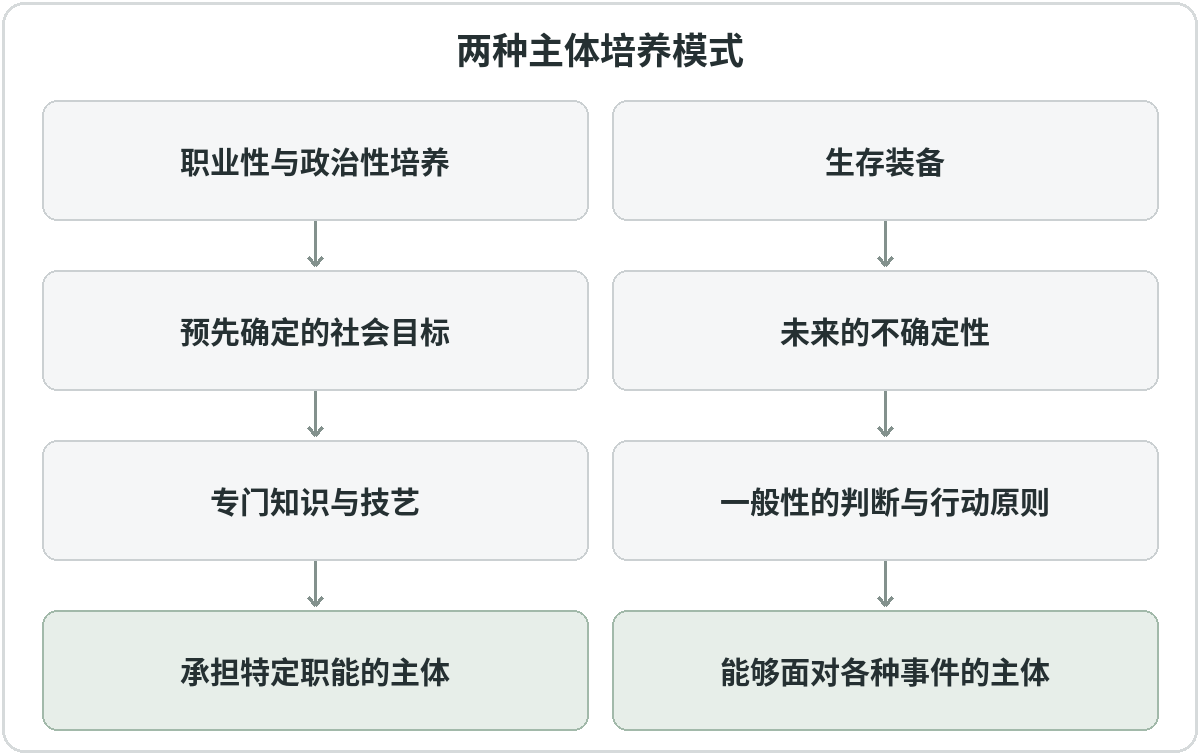 两种主体培养模式
职业性与政治性培养
预先确定的社会目标
专门知识与技艺
承担特定职能的主体
生存装备
未来的不确定性
一般性的判断与行动原则
能够面对各种事件的主体